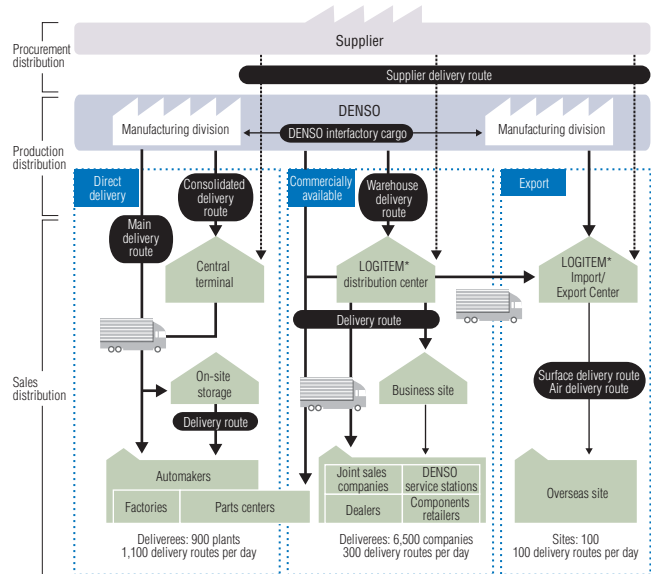 Supplier
Procurement
distribution
Supplier delivery route
DENSO
Manufacturing division
DENSO interfactory cargo
Manufacturing division
Production
distribution
Direct
delivery
Consolidated
delivery
route
Commercially
available
Warehouse
delivery
route
Export
Main
delivery
route
Central
terminal
LOGITEM*
distribution center
LOGITEM*
Import/
Export Center
Delivery route
Sales
distribution
On-site
storage
Business site
Surface delivery route
Air delivery route
Delivery route
Automakers
Factories
Parts centers
Joint sales
companies
DENSO
service stations
Dealers
Components
retailers
Overseas site
Deliverees: 900 plants
1,100 delivery routes per day
Deliverees: 6,500 companies
300 delivery routes per day
Sites: 100
100 delivery routes per day